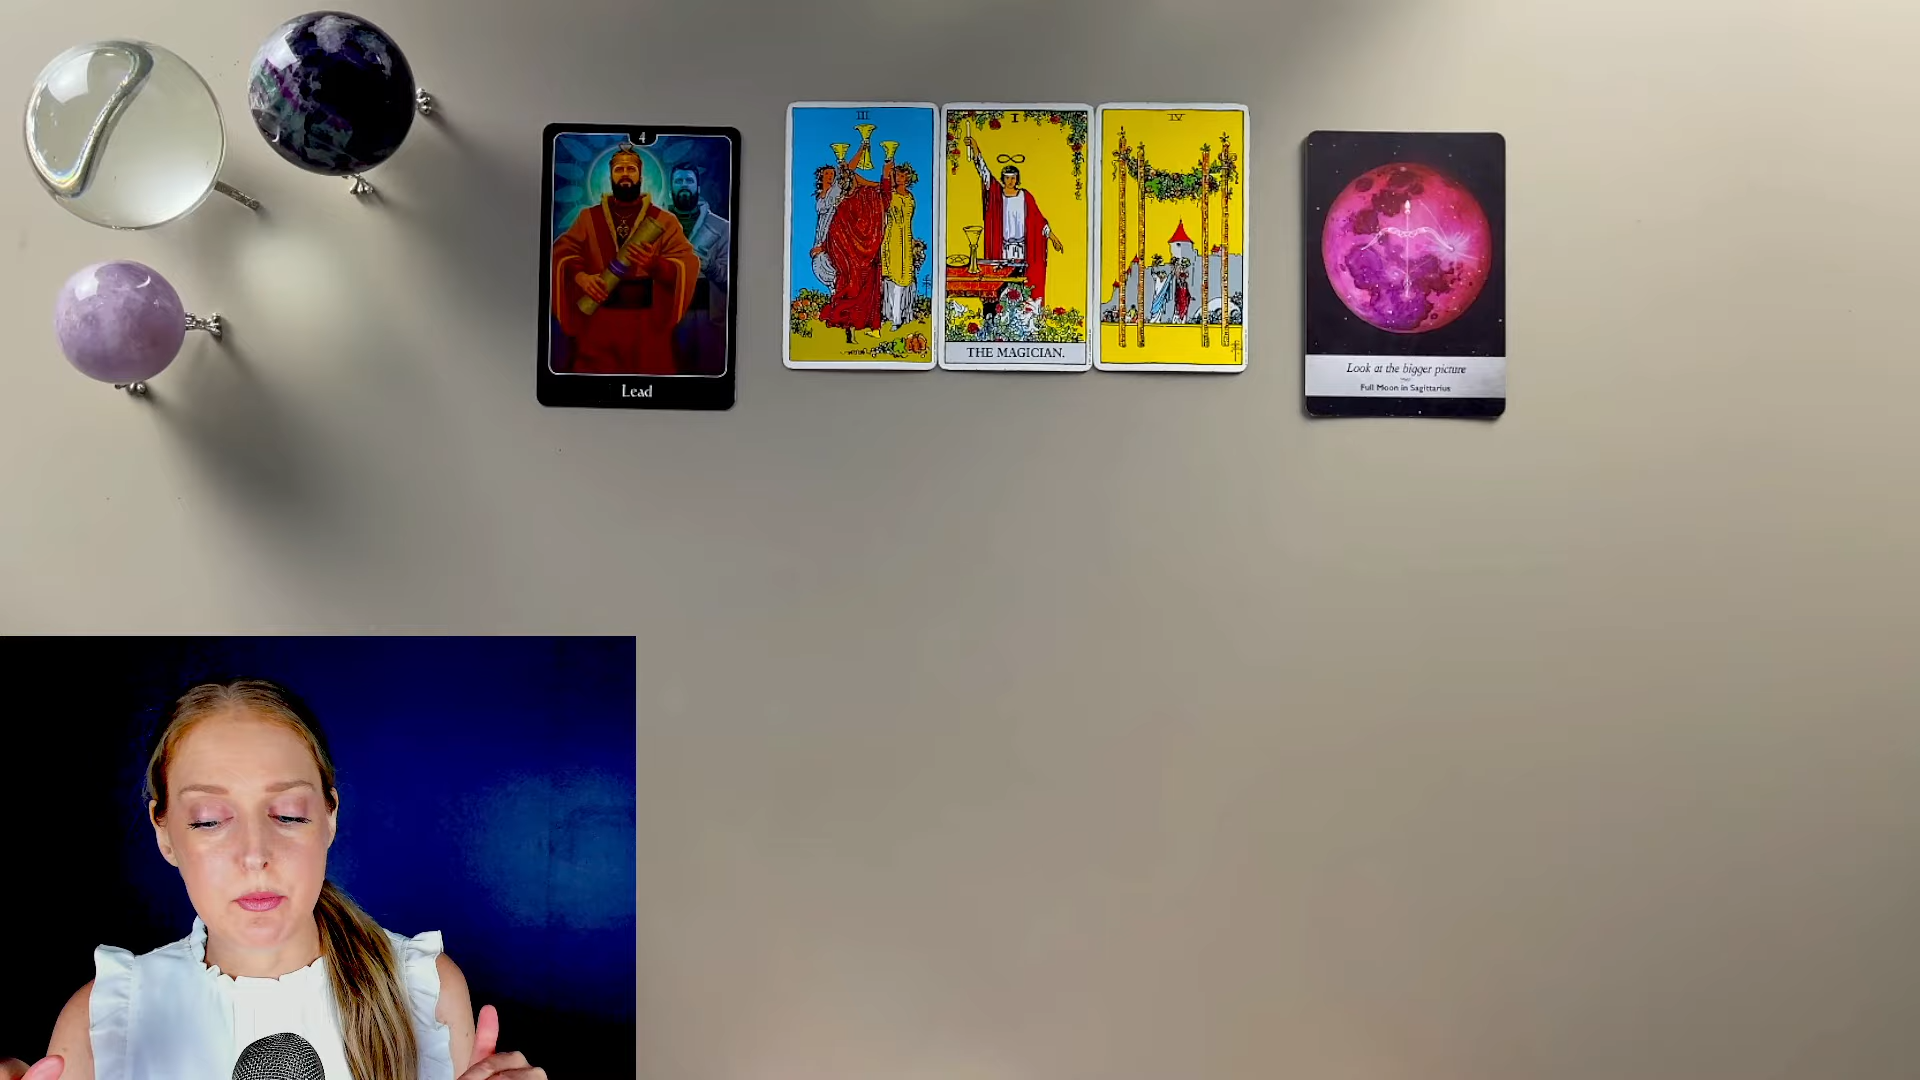 4
Lead
III
I
THE MAGICIAN.
IV
Look at the bigger picture
Full Moon in Sagittarius